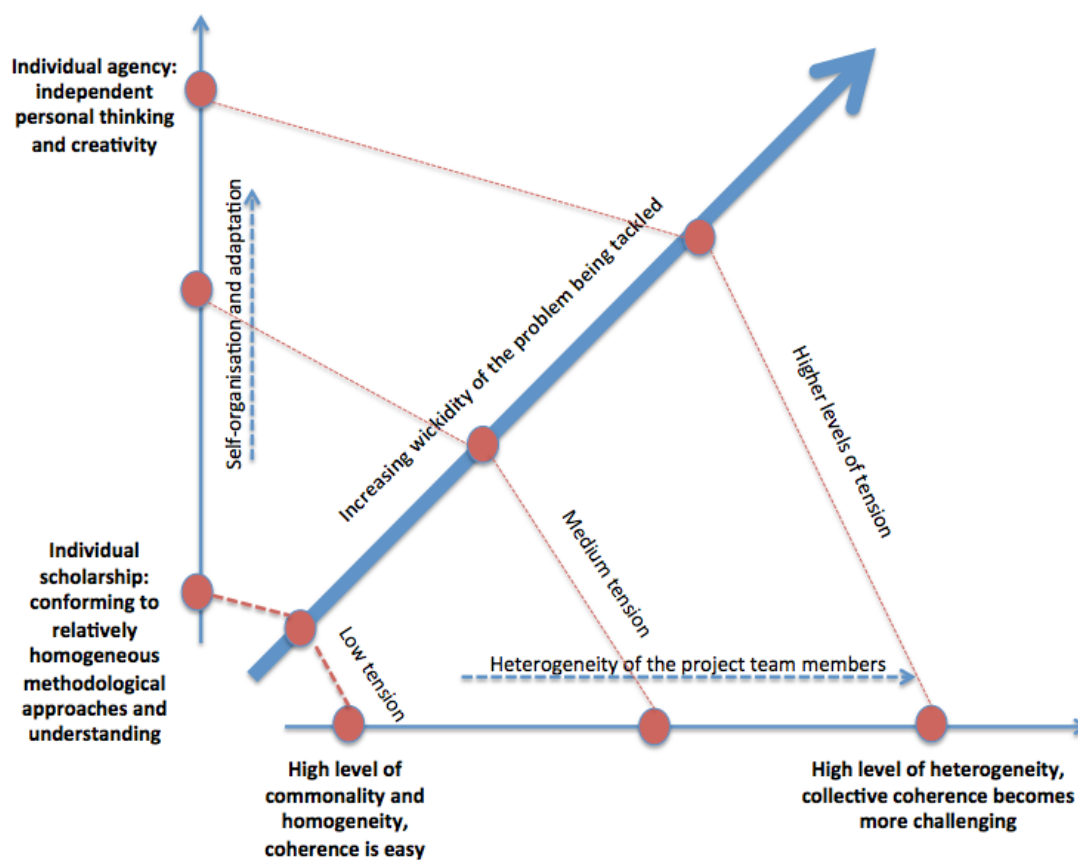 Individual agency:
independent
personal thinking
and creativity
Self-organisation and adaptation
Increasing wickidity of the problem being tackled
Higher levels of tension
Medium tension
Low tension
Individual
scholarship:
conforming to
relatively
homogeneous
methodological
approaches and
understanding
Heterogeneity of the project team members
High level of
commonality and
homogeneity,
coherence is easy
High level of heterogeneity,
collective coherence becomes
more challenging